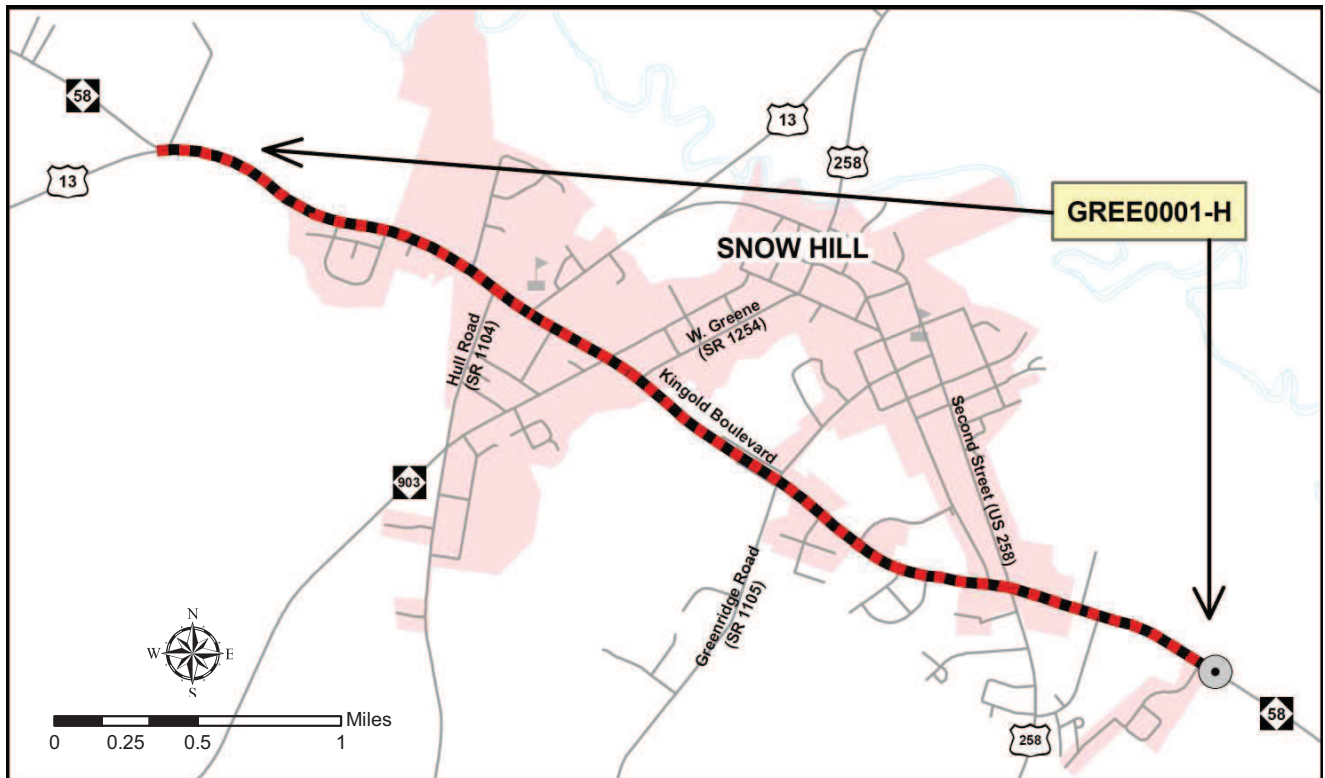 58
13
13
258
GREE0001-H
SNOW HILL
W. Greene
(SR 1254)
Hull Road
(SR 1104)
Kingold Boulevard
903
Second Street (US 258)
Greenridge Road
(SR 1105)
N
W E
S
Miles
0 0.25 0.5 1
58
258